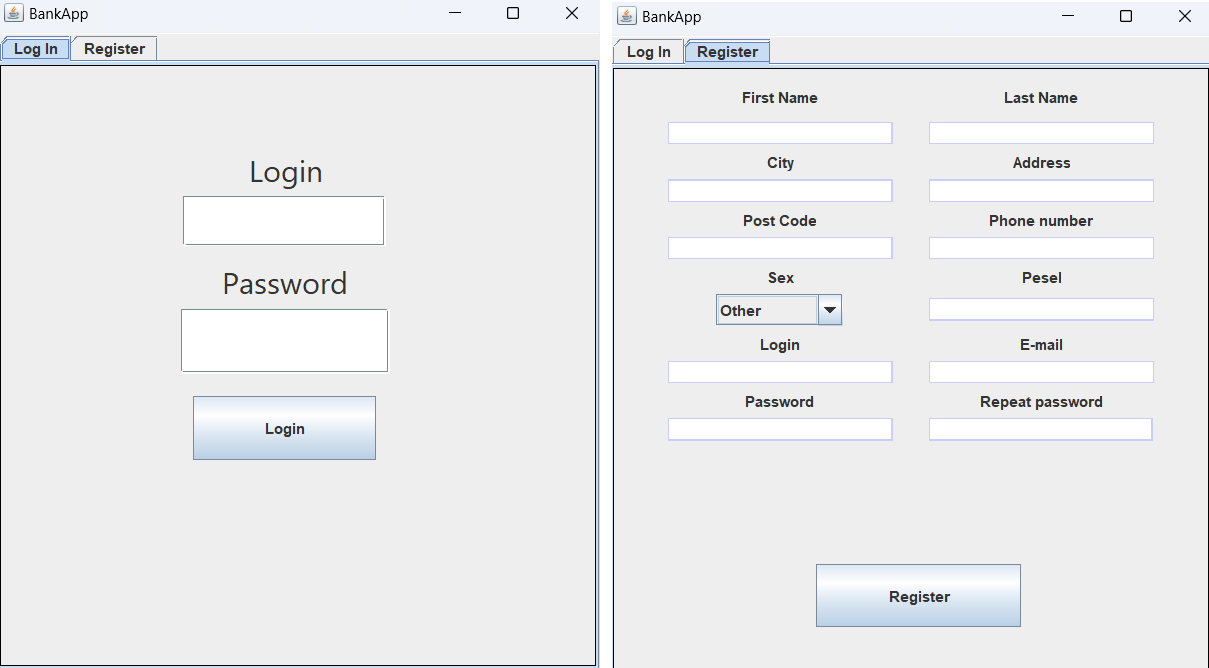 BankApp
Log In Register
Login
Password
Login
BankApp
Log In Register
First Name Last Name
City Address
Post Code Phone number
Sex Pesel
Other
Login E-mail
Password Repeat password
Register